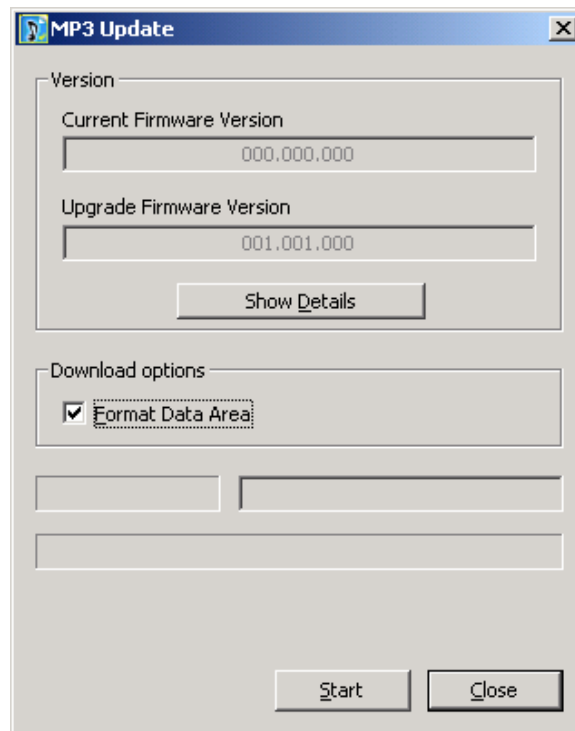 MP3 Update
Version
Current Firmware Version
000.000.000
Upgrade Firmware Version
001.001.000
Show Details
Download options
Format Data Area
Start Close